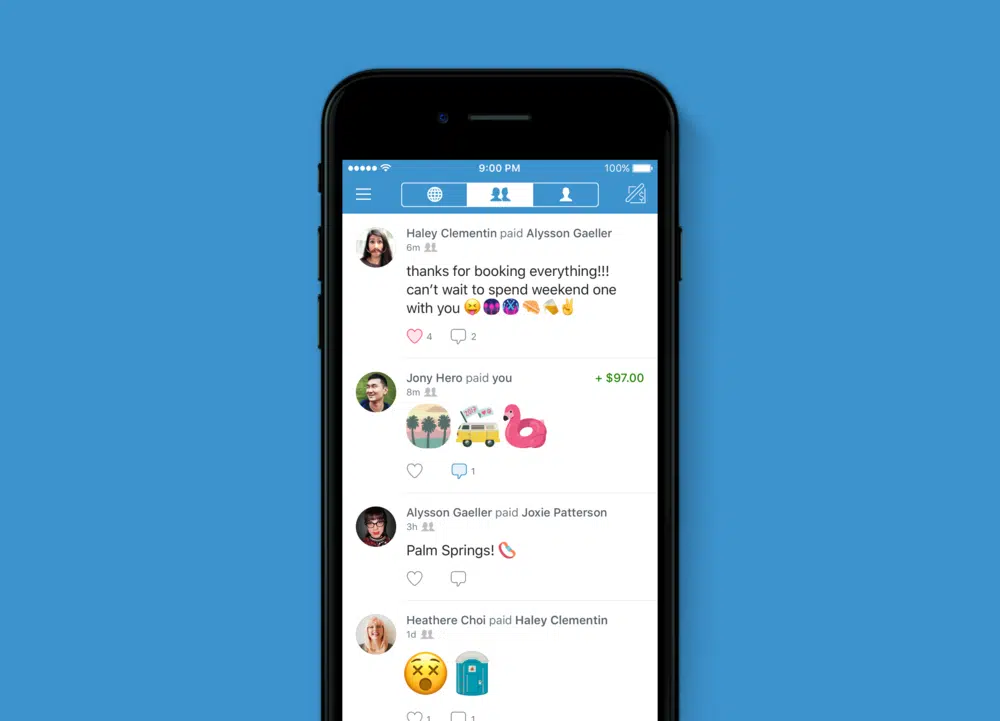 9:00 PM
100%
Haley Clementin paid Alysson Gaeller
6m
thanks for booking everything!!!
can’t wait to spend weekend one
with you
4
2
Jony Hero paid you
+ $97.00
8m
1
Alysson Gaeller paid Joxie Patterson
3h
Palm Springs!
Heathere Choi paid Haley Clementin
1d
1
1